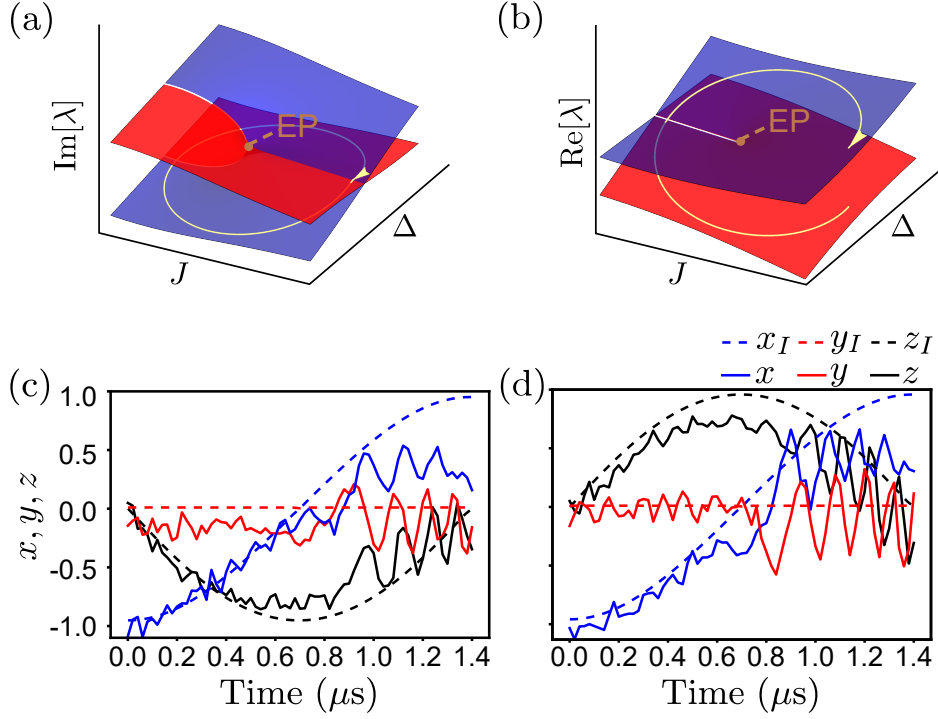 (a)
Im[λ]
EP
J
Δ
(b)
Re[λ]
EP
J
Δ
x_I y_I z_I
x y z
(c)
x, y, z
1.0
0.5
0.0
-0.5
-1.0
0.0 0.2 0.4 0.6 0.8 1.0 1.2 1.4
Time (μs)
(d)
0.0 0.2 0.4 0.6 0.8 1.0 1.2 1.4
Time (μs)